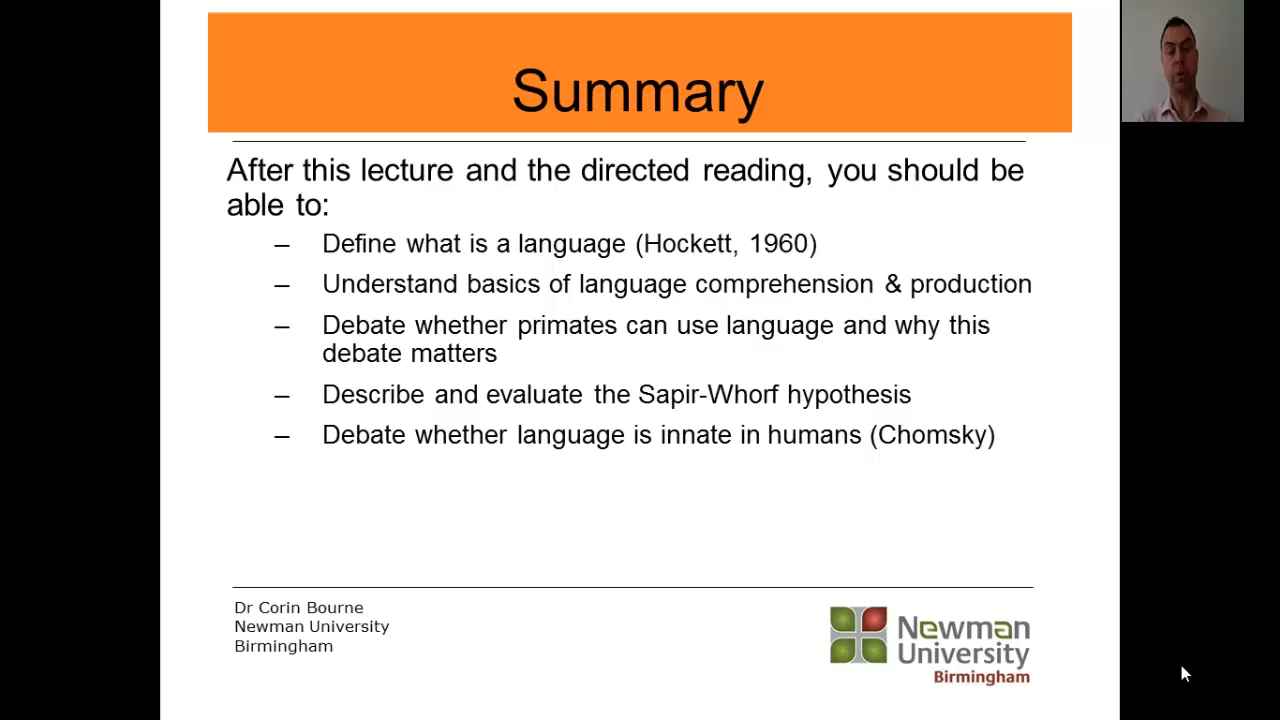 Summary
After this lecture and the directed reading, you should be
able to:
– Define what is a language (Hockett, 1960)
– Understand basics of language comprehension & production
– Debate whether primates can use language and why this
debate matters
– Describe and evaluate the Sapir-Whorf hypothesis
– Debate whether language is innate in humans (Chomsky)
Dr Corin Bourne
Newman University
Birmingham
Newman
University
Birmingham